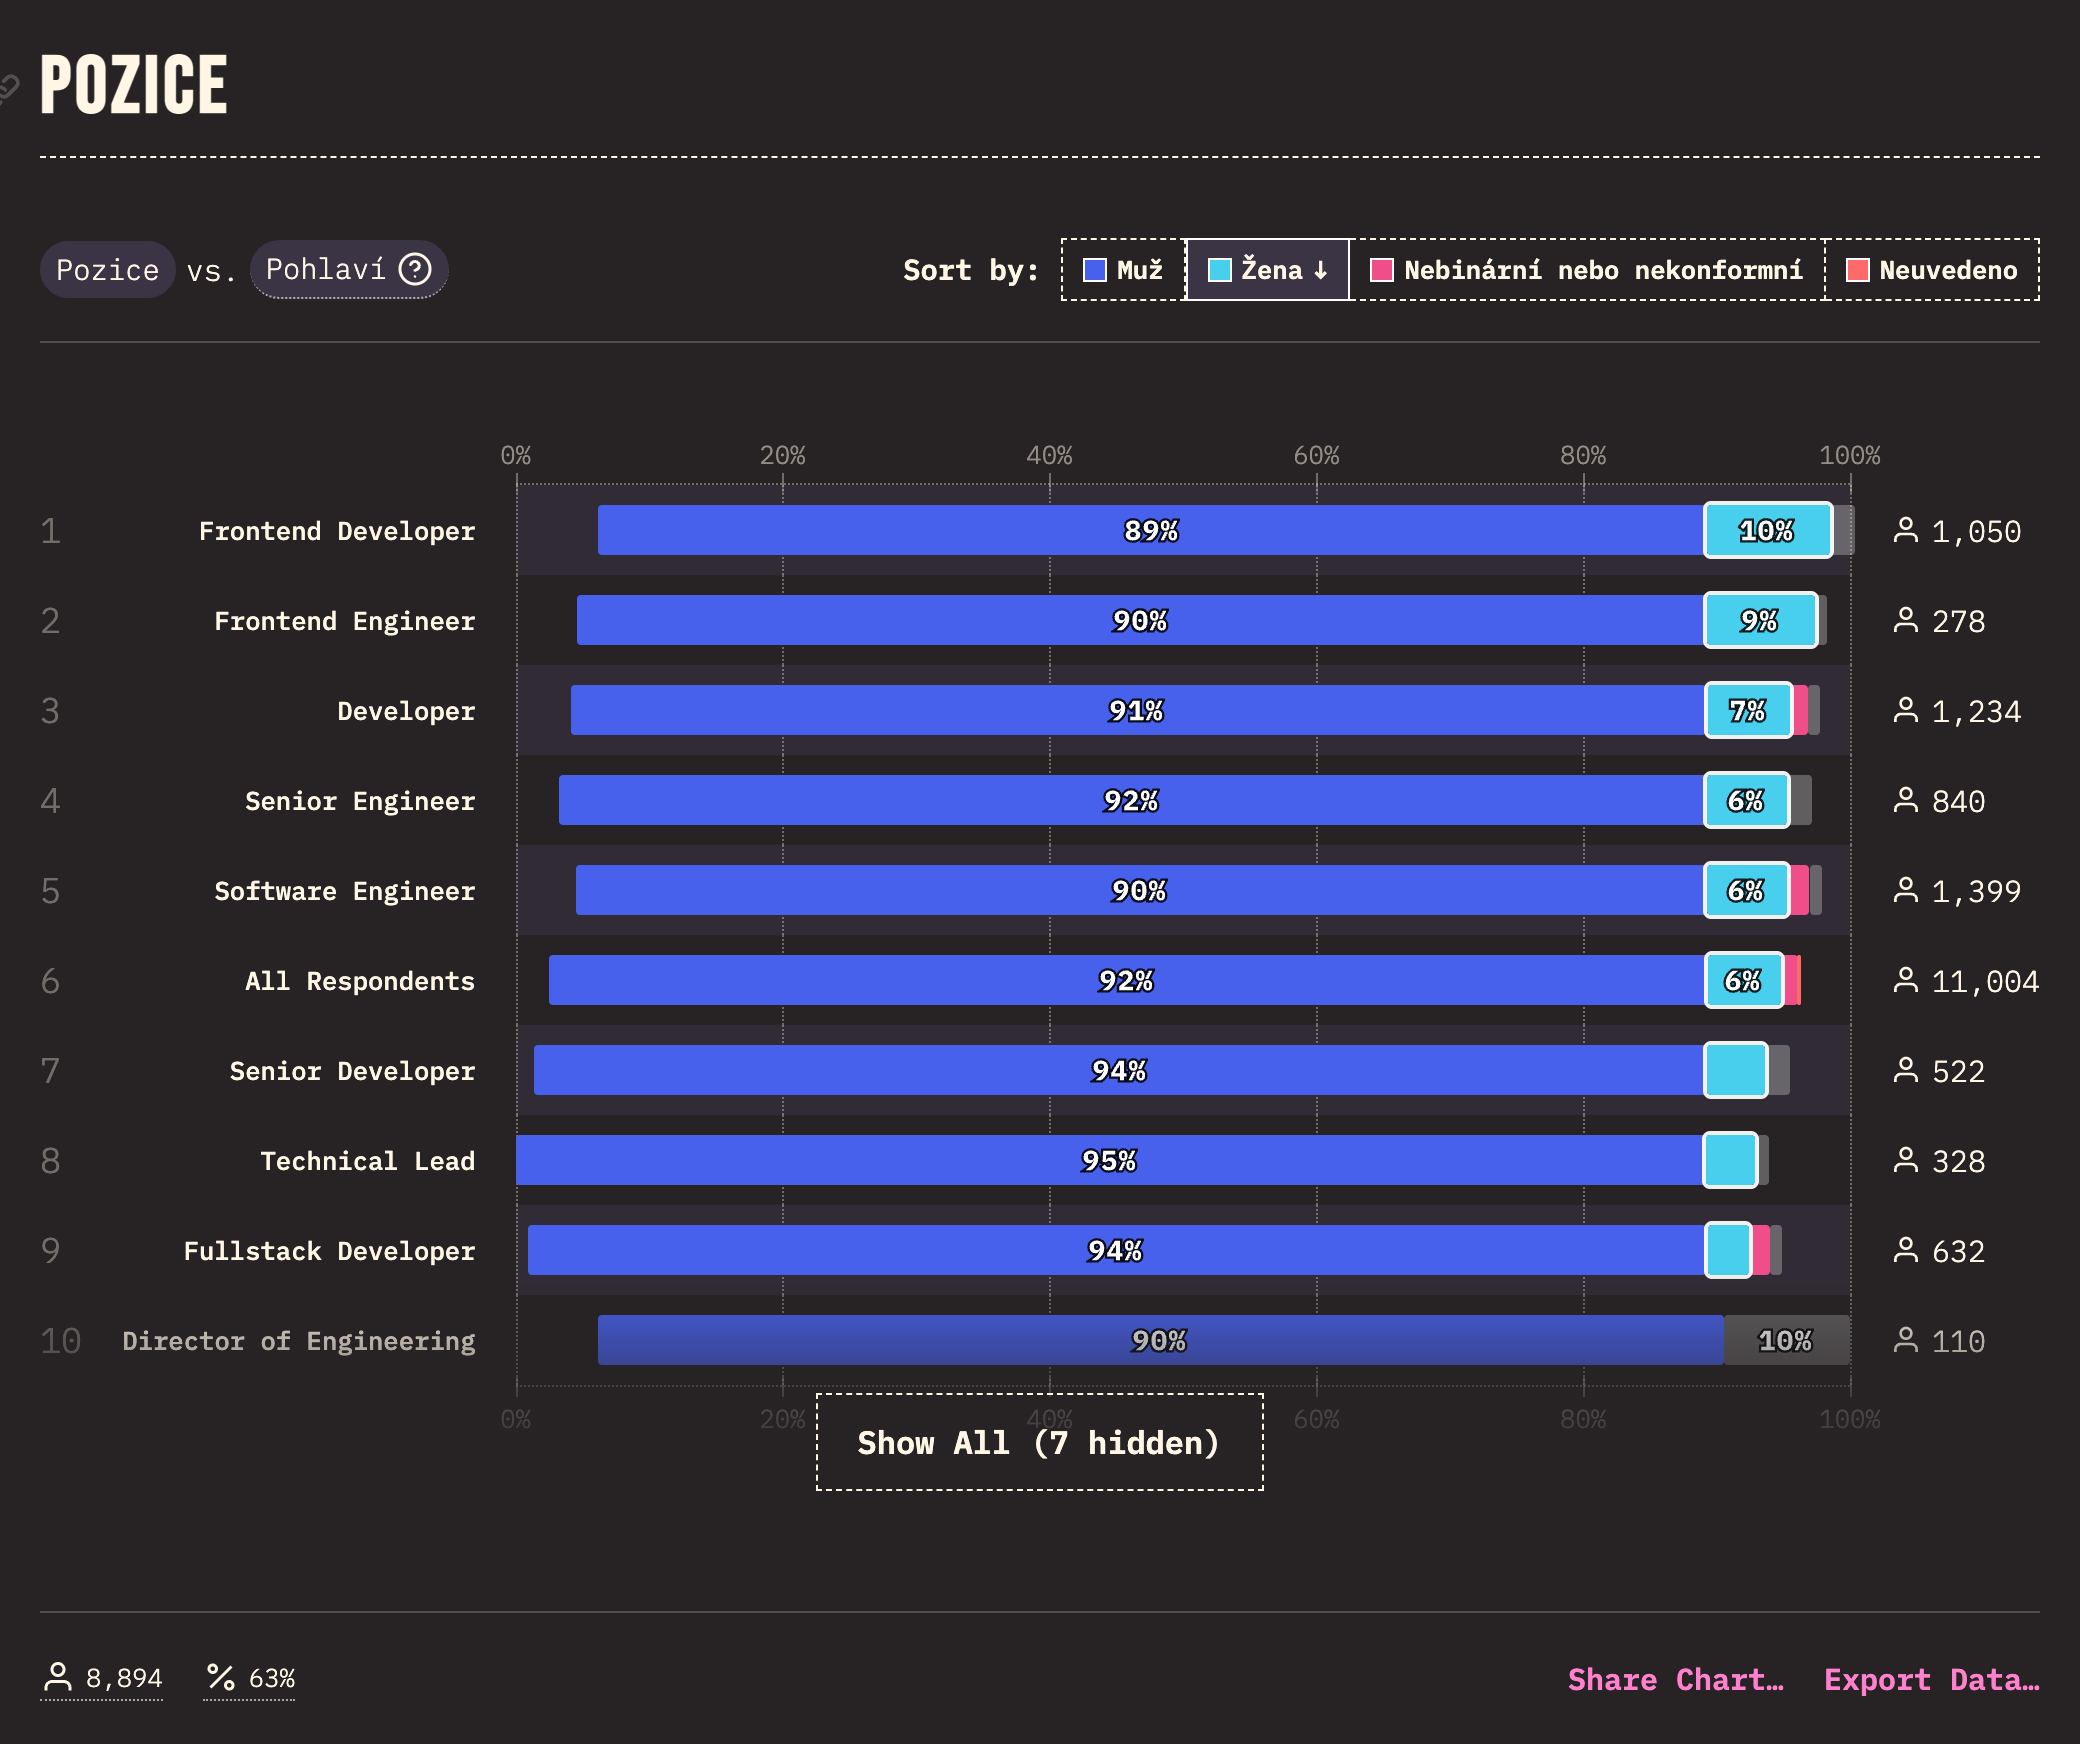 POZICE
Pozice vs. Pohlaví ?
Sort by: Muž Žena ↓ Nebinární nebo nekonformní Neuvedeno
0% 20% 40% 60% 80% 100%
1 Frontend Developer 89% 10% 1,050
2 Frontend Engineer 90% 9% 278
3 Developer 91% 7% 1,234
4 Senior Engineer 92% 6% 840
5 Software Engineer 90% 6% 1,399
6 All Respondents 92% 6% 11,004
7 Senior Developer 94% 522
8 Technical Lead 95% 328
9 Fullstack Developer 94% 632
10 Director of Engineering 90% 10% 110
0% 20% 40% 60% 80% 100%
Show All (7 hidden)
8,894 % 63% Share Chart… Export Data…